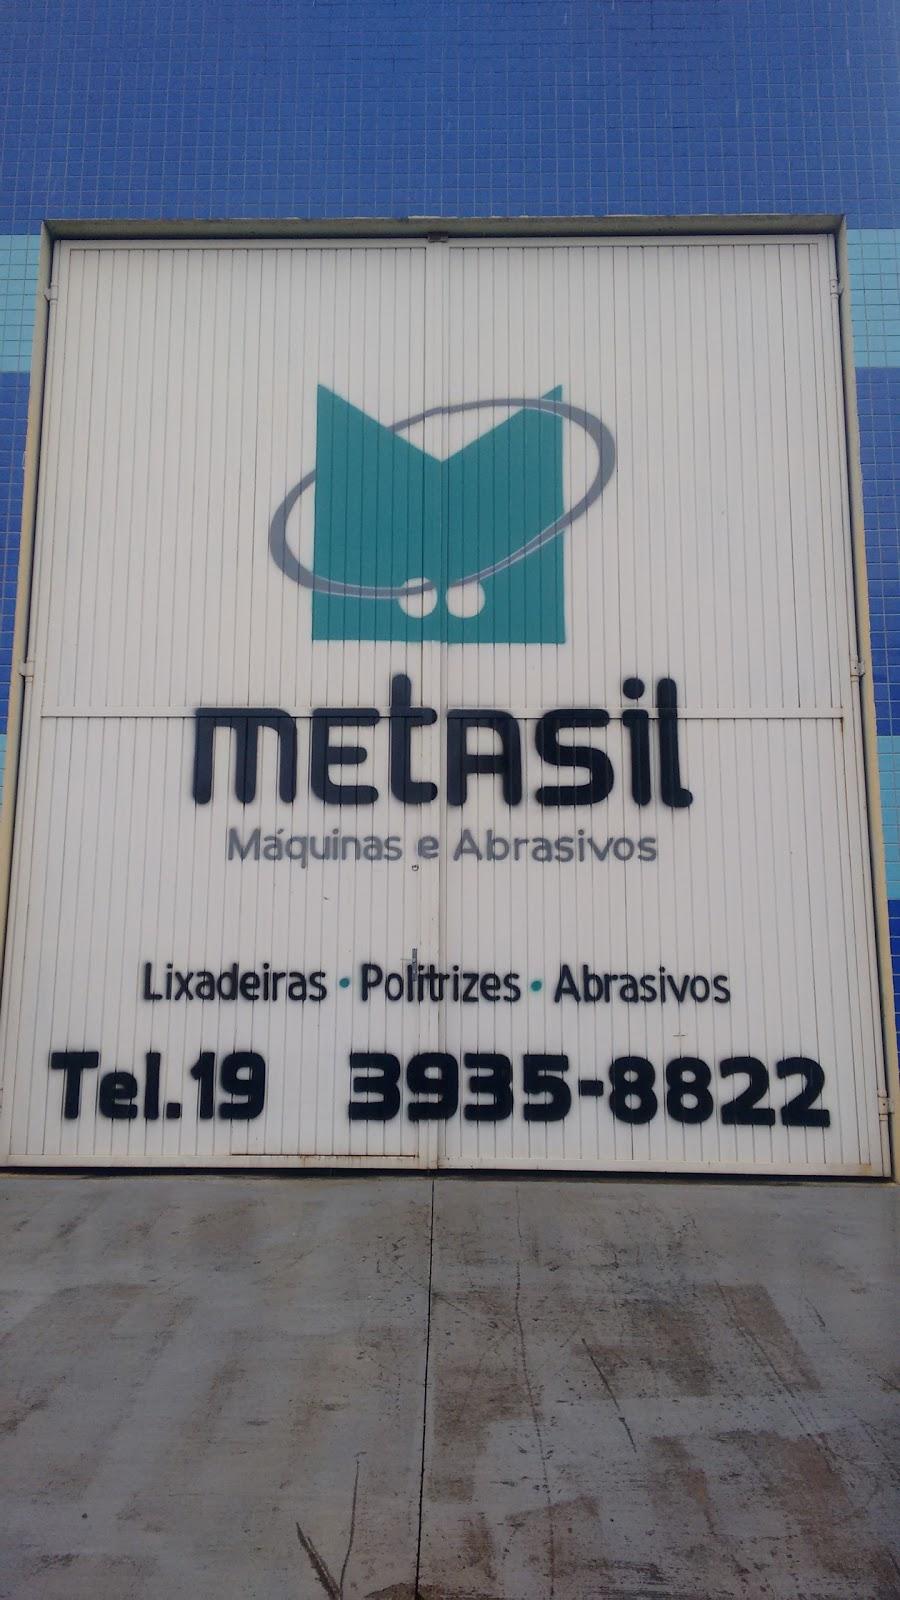 metasil
Máquinas e Abrasivos
Lixadeiras • Politrizes • Abrasivos
Tel.19 3935-8822